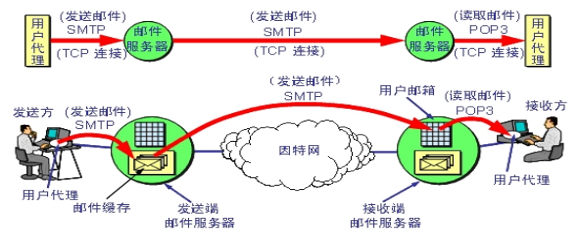 用户代理
(发送邮件)
SMTP
(TCP 连接)
邮件
服务器
(发送邮件)
SMTP
(TCP 连接)
邮件
服务器
(读取邮件)
POP3
(TCP 连接)
用户代理
(发送邮件)
SMTP
用户邮箱
(读取邮件)
POP3
发送方
(发送邮件)
SMTP
接收方
因特网
用户代理
邮件缓存
发送端
邮件服务器
接收端
邮件服务器
用户代理